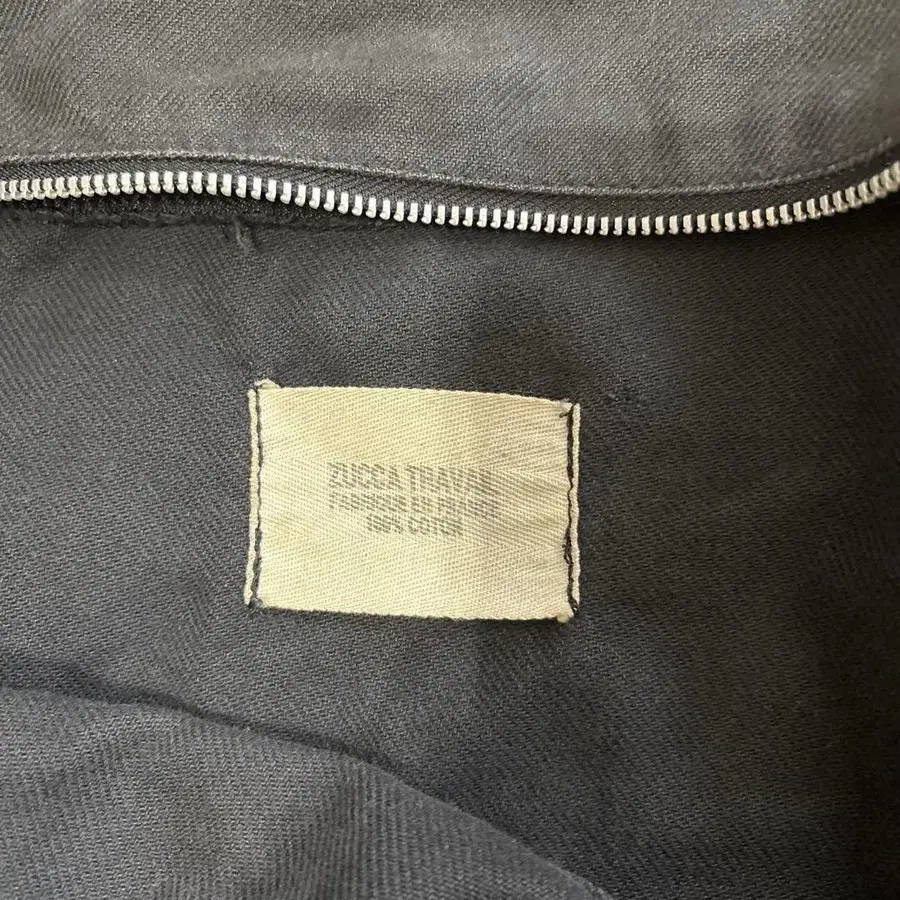 ZUCCA TRAVAIL
FABRIQUE EN FRANCE
100% COTON